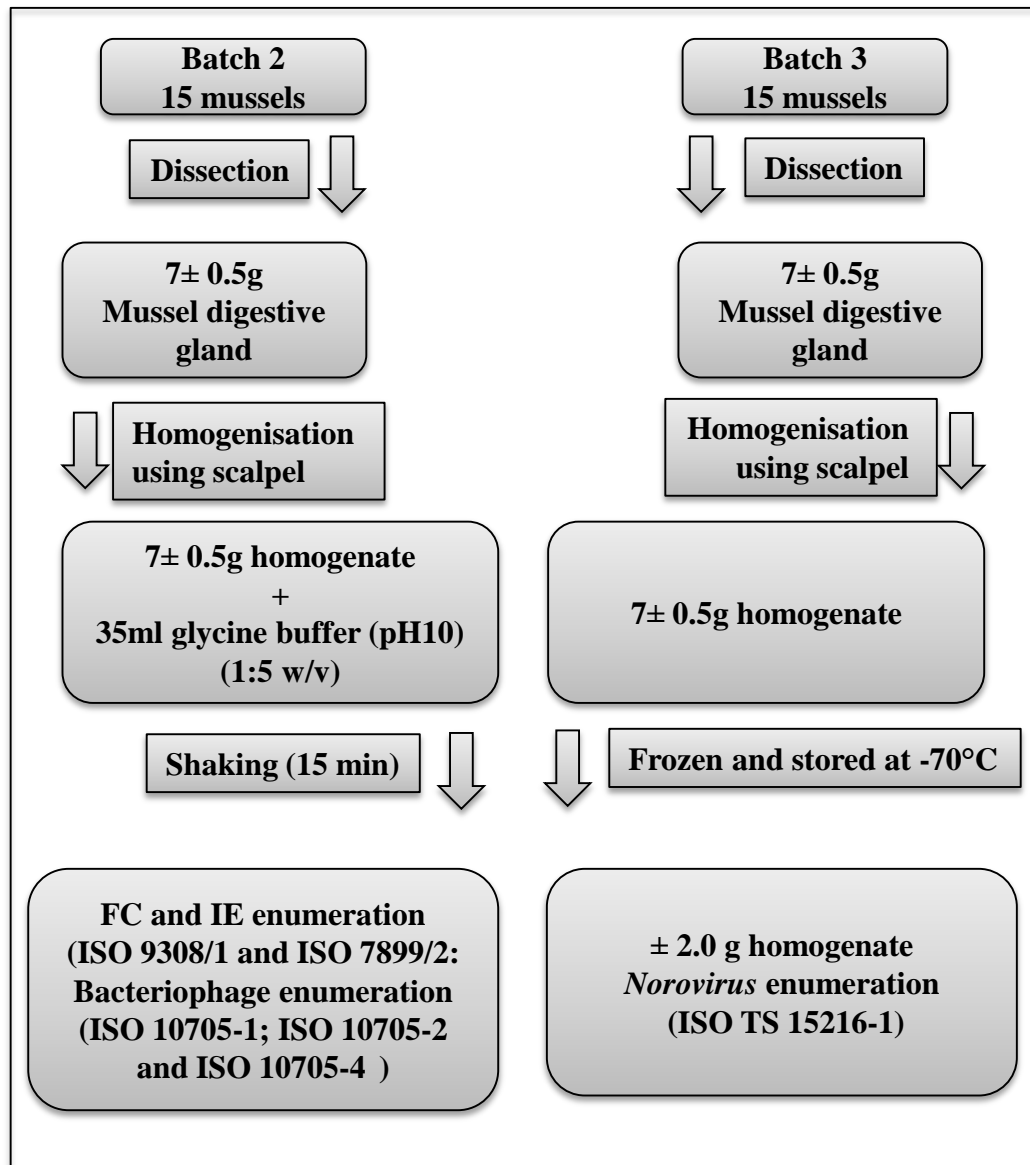 Batch 2
15 mussels
Batch 3
15 mussels
Dissection
Dissection
7± 0.5g
Mussel digestive
gland
7± 0.5g
Mussel digestive
gland
Homogenisation
using scalpel
Homogenisation
using scalpel
7± 0.5g homogenate
+
35ml glycine buffer (pH10)
(1:5 w/v)
7± 0.5g homogenate
Shaking (15 min)
Frozen and stored at -70°C
FC and IE enumeration
(ISO 9308/1 and ISO 7899/2:
Bacteriophage enumeration
(ISO 10705-1; ISO 10705-2
and ISO 10705-4 )
± 2.0 g homogenate
Norovirus enumeration
(ISO TS 15216-1)